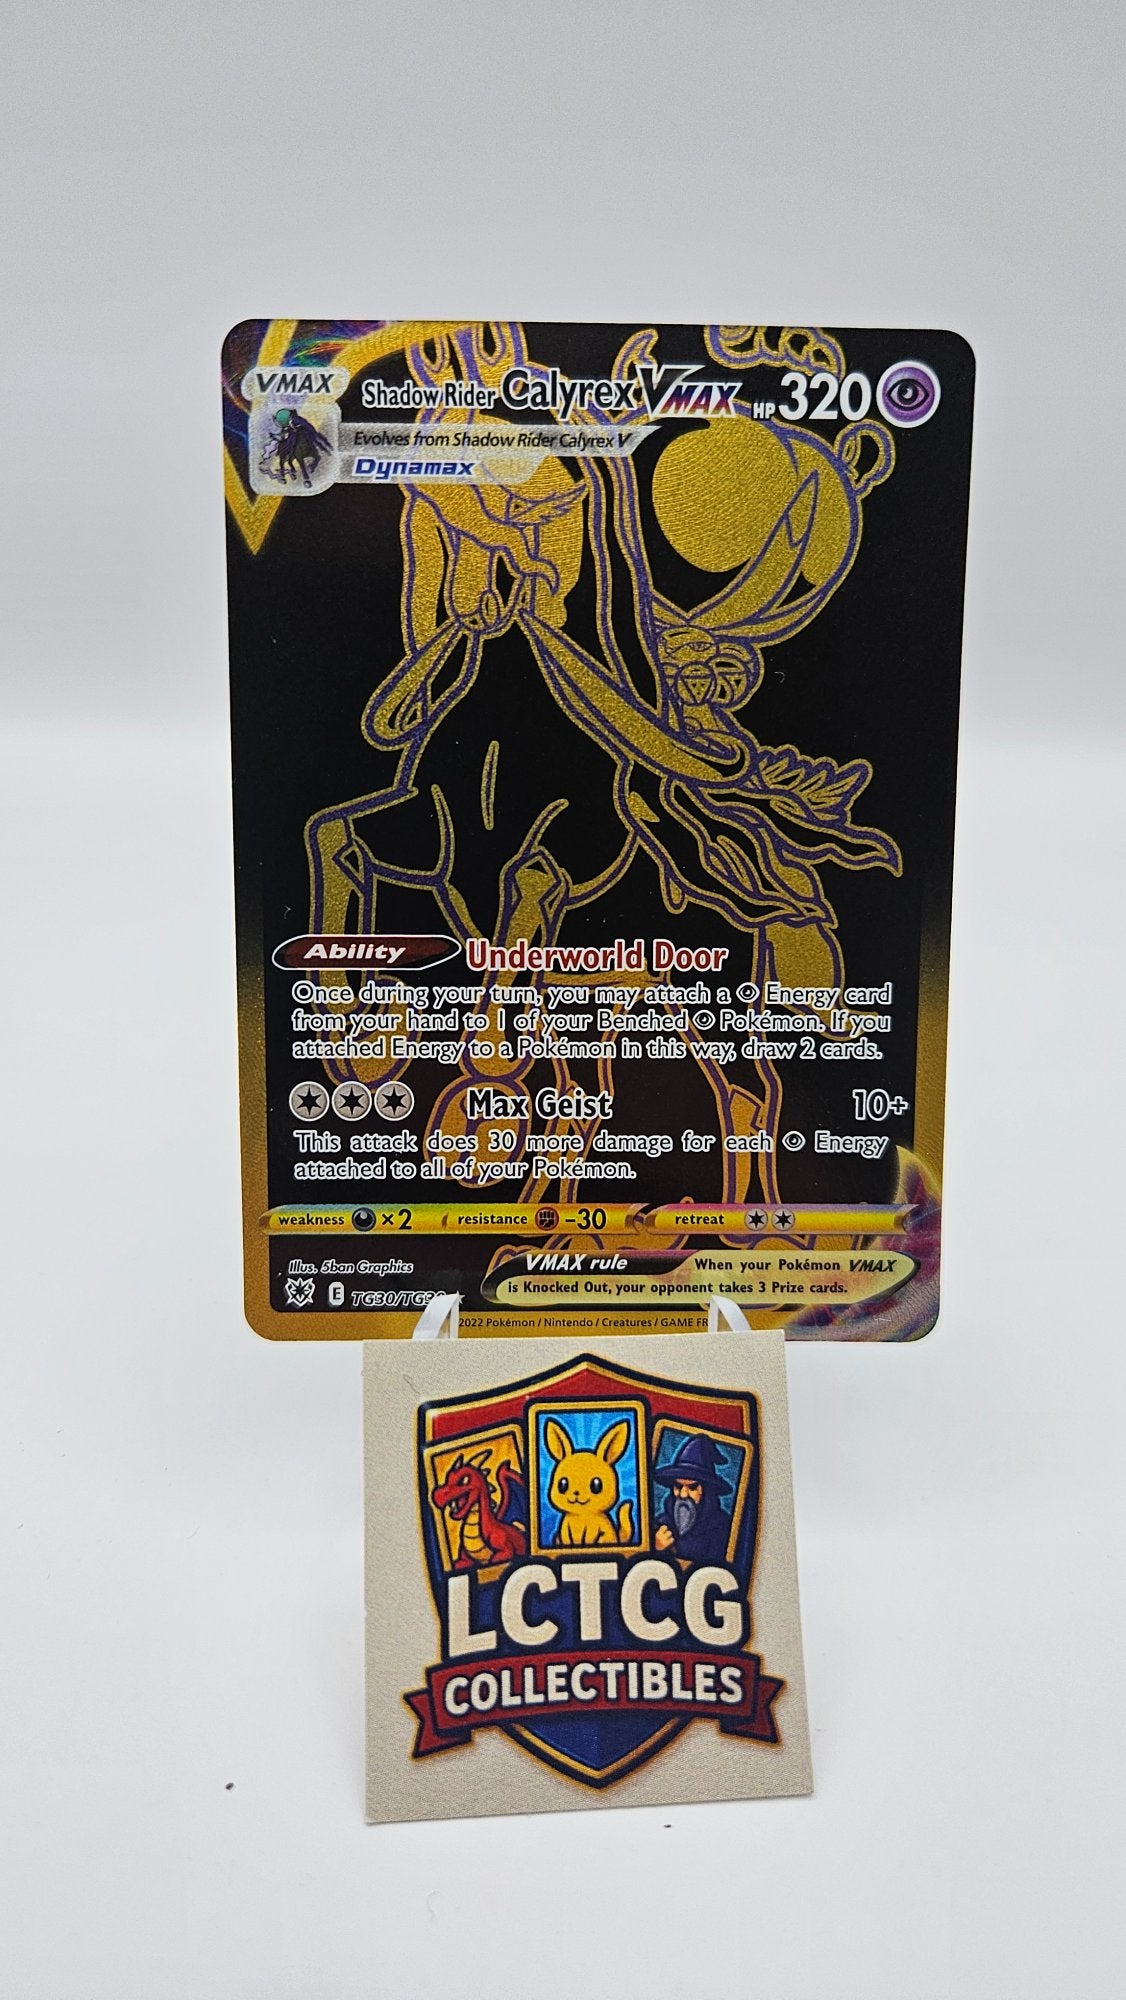 VMAX
Shadow Rider Calyrex VMAX HP 320
Evolves from Shadow Rider Calyrex V
Dynamax
Ability Underworld Door
Once during your turn, you may attach a Energy card
from your hand to 1 of your Benched Pokémon. If you
attached Energy to a Pokémon in this way, draw 2 cards.
Max Geist 10+
This attack does 30 more damage for each Energy
attached to all of your Pokémon.
weakness ×2 resistance -30 retreat
Illus. 5ban Graphics
VMAX rule When your Pokémon VMAX
is Knocked Out, your opponent takes 3 Prize cards.
E TG30/TG30
2022 Pokémon / Nintendo / Creatures / GAME FR
LCTCG
COLLECTIBLES